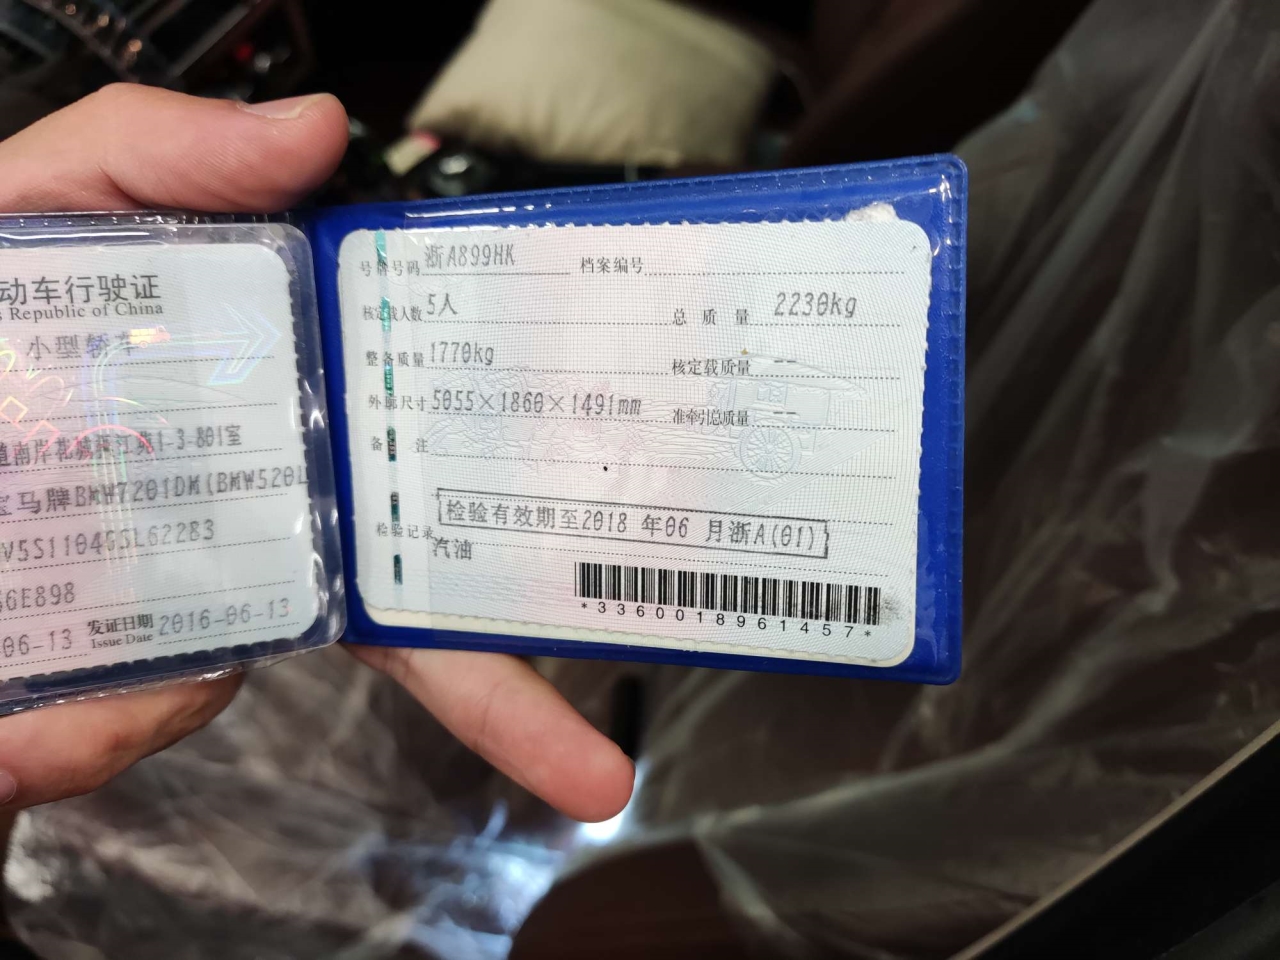 动车行驶证
Republic of China
小型轿车
道南岸花城 江苑1-3-801室
宝马牌BMW7201DM(BMW520L
V5S1104GSL62283
6E898
06-13 发证日期 2016-06-13
Issue Date
号牌号码 浙A899HK 档案编号
核定载人数 5人 总质量 2230kg
整备质量 1770kg 核定载质量 --
外廓尺寸 5055×1860×1491mm 准牵引总质量 --
备注
检验有效期至2018 年06 月浙A(01)
检验记录
汽油
*3360018961457*